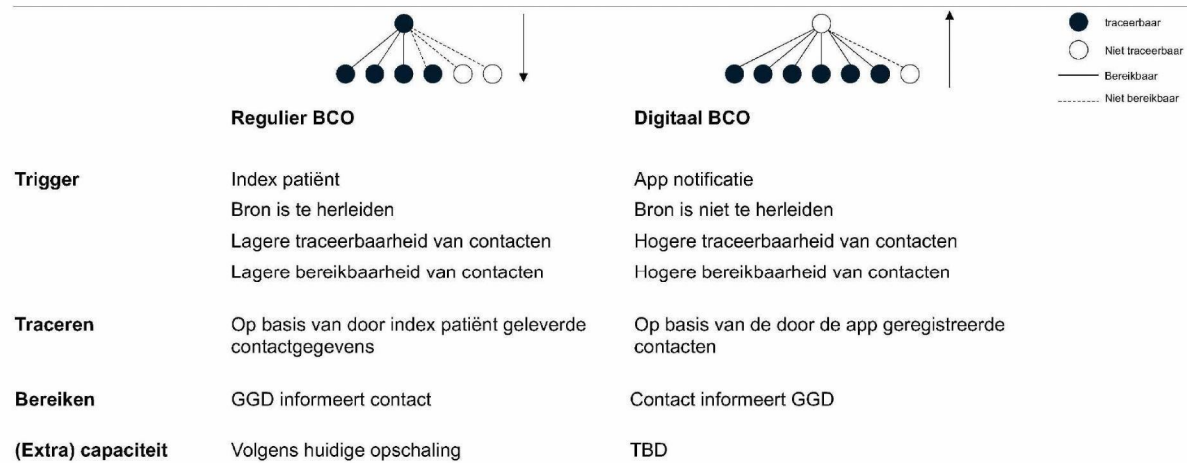 traceerbaar
Niet traceerbaar
Bereikbaar
Niet bereikbaar
Regulier BCO
Digitaal BCO
Trigger
Index patiënt
App notificatie
Bron is te herleiden
Bron is niet te herleiden
Lagere traceerbaarheid van contacten
Hogere traceerbaarheid van contacten
Lagere bereikbaarheid van contacten
Hogere bereikbaarheid van contacten
Traceren
Op basis van door index patiënt geleverde
contactgegevens
Op basis van de door de app geregistreerde
contacten
Bereiken
GGD informeert contact
Contact informeert GGD
(Extra) capaciteit
Volgens huidige opschaling
TBD